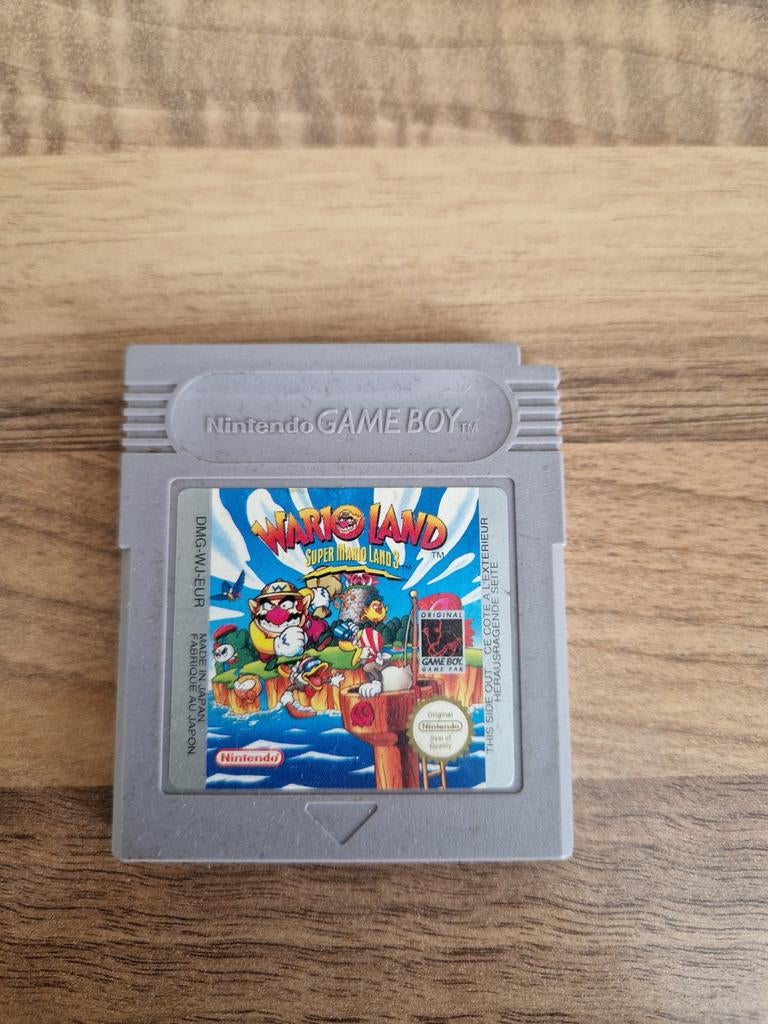 Nintendo GAME BOY TM
WARIO LAND TM
SUPER MARIO LAND 3 TM
DMG-WJ-EUR
MADE IN JAPAN
FABRIQUE AU JAPON
ORIGINAL
GAME BOY
GAME PAK
Original
Nintendo
Seal of
Quality
Nintendo
THIS SIDE OUT CE COTE A L'EXTERIEUR
HERAUSRAGENDE SEITE